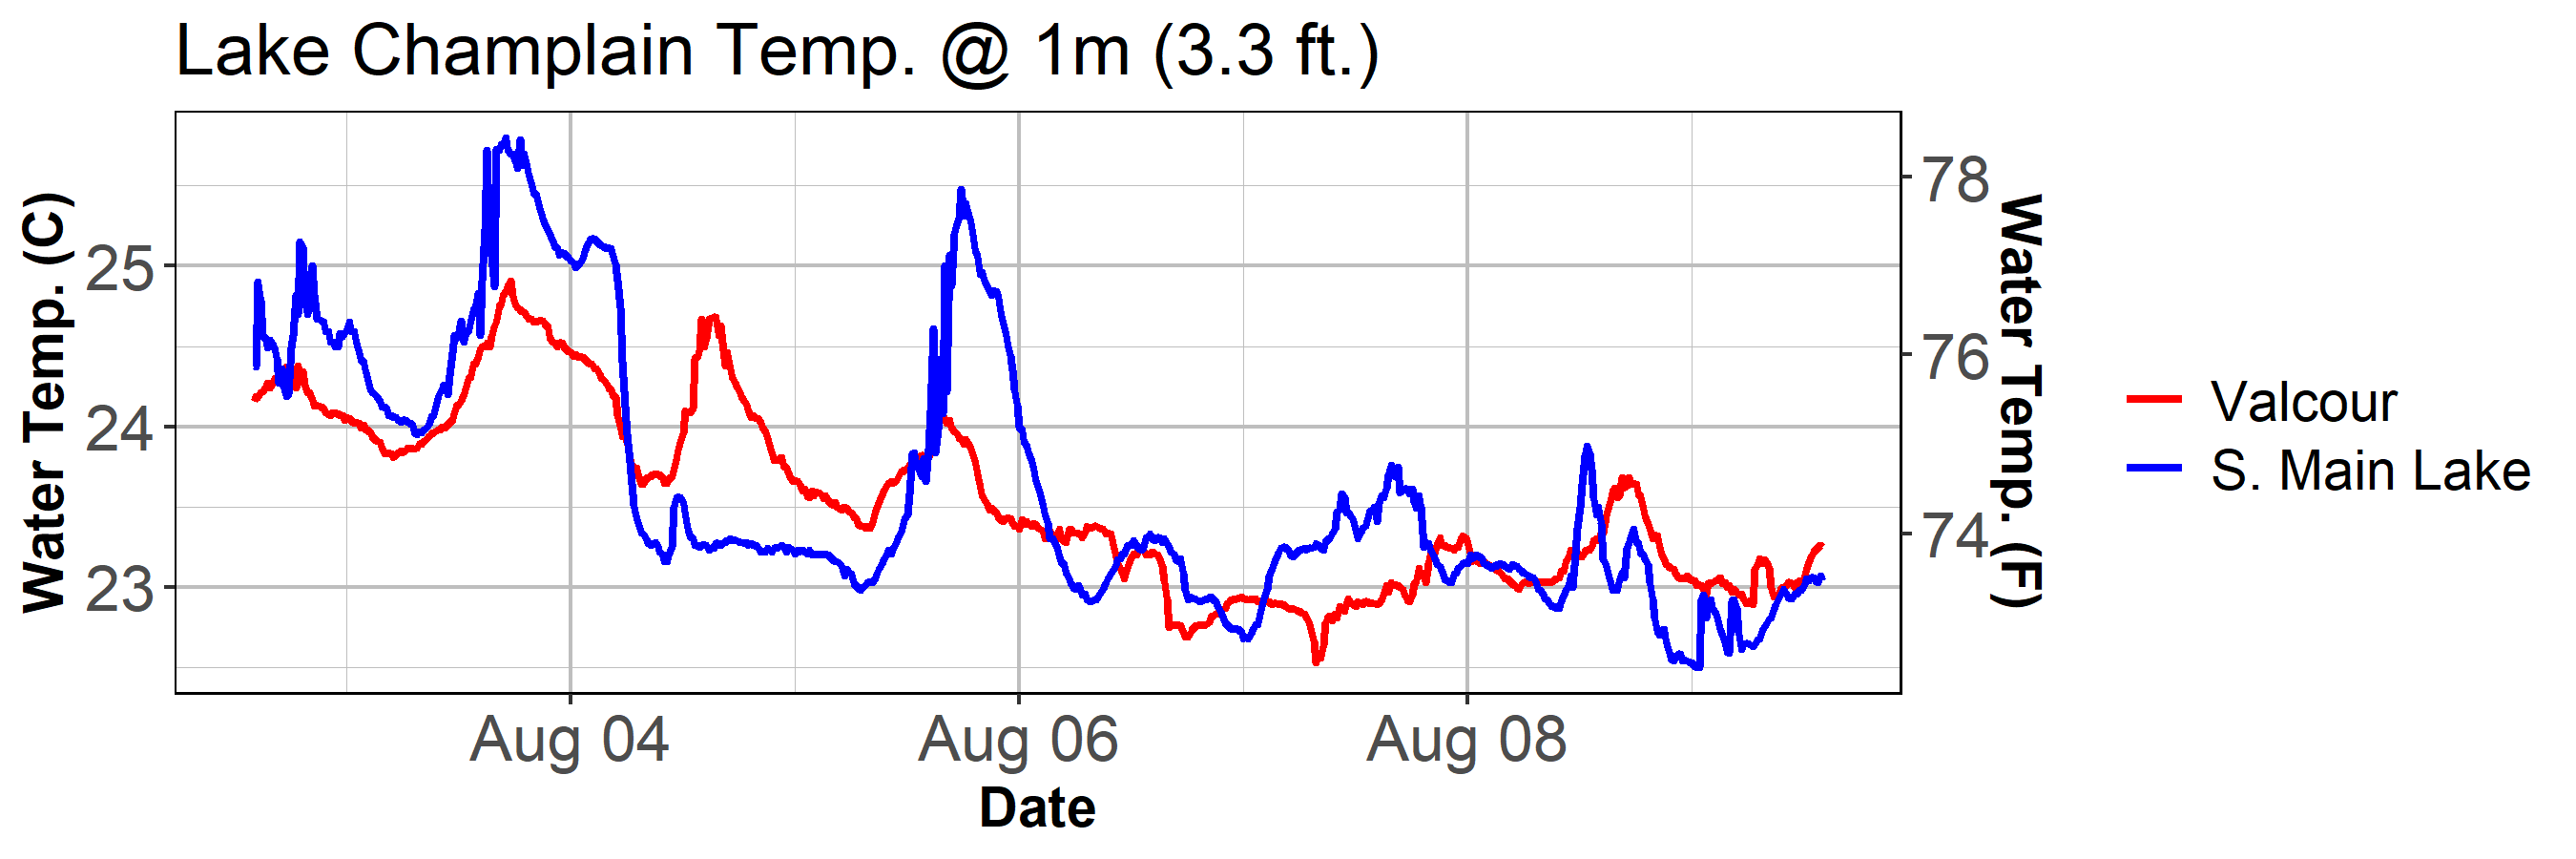 Lake Champlain Temp. @ 1m (3.3 ft.)
Water Temp. (C)
25
24
23
78
76
74
Water Temp. (F)
Aug 04
Aug 06
Aug 08
Date
Valcour
S. Main Lake